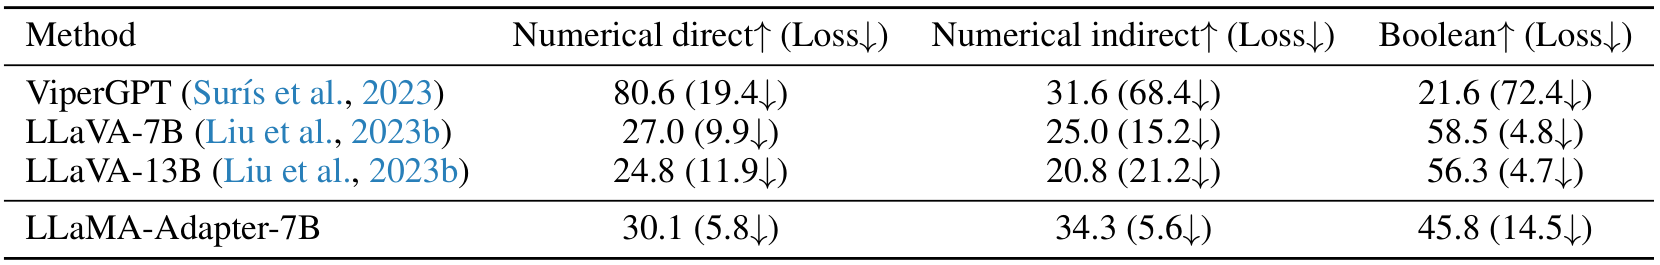 Method Numerical direct↑ (Loss↓) Numerical indirect↑ (Loss↓) Boolean↑ (Loss↓)
ViperGPT (Surís et al., 2023) 80.6 (19.4↓) 31.6 (68.4↓) 21.6 (72.4↓)
LLaVA-7B (Liu et al., 2023b) 27.0 (9.9↓) 25.0 (15.2↓) 58.5 (4.8↓)
LLaVA-13B (Liu et al., 2023b) 24.8 (11.9↓) 20.8 (21.2↓) 56.3 (4.7↓)
LLaMA-Adapter-7B 30.1 (5.8↓) 34.3 (5.6↓) 45.8 (14.5↓)